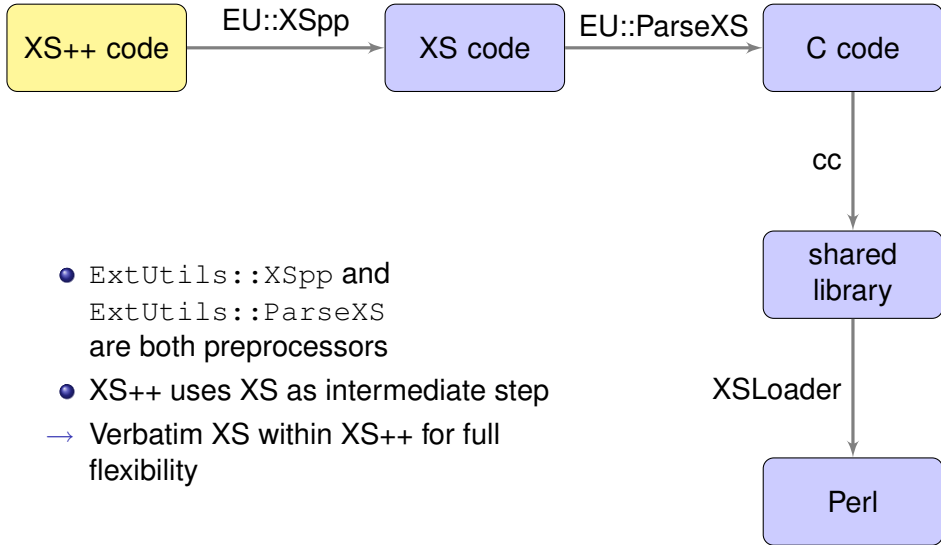 XS++ code
EU::XSpp
XS code
EU::ParseXS
C code
cc
shared
library
XSLoader
Perl
ExtUtils::XSpp and
ExtUtils::ParseXS
are both preprocessors
XS++ uses XS as intermediate step
→ Verbatim XS within XS++ for full
flexibility